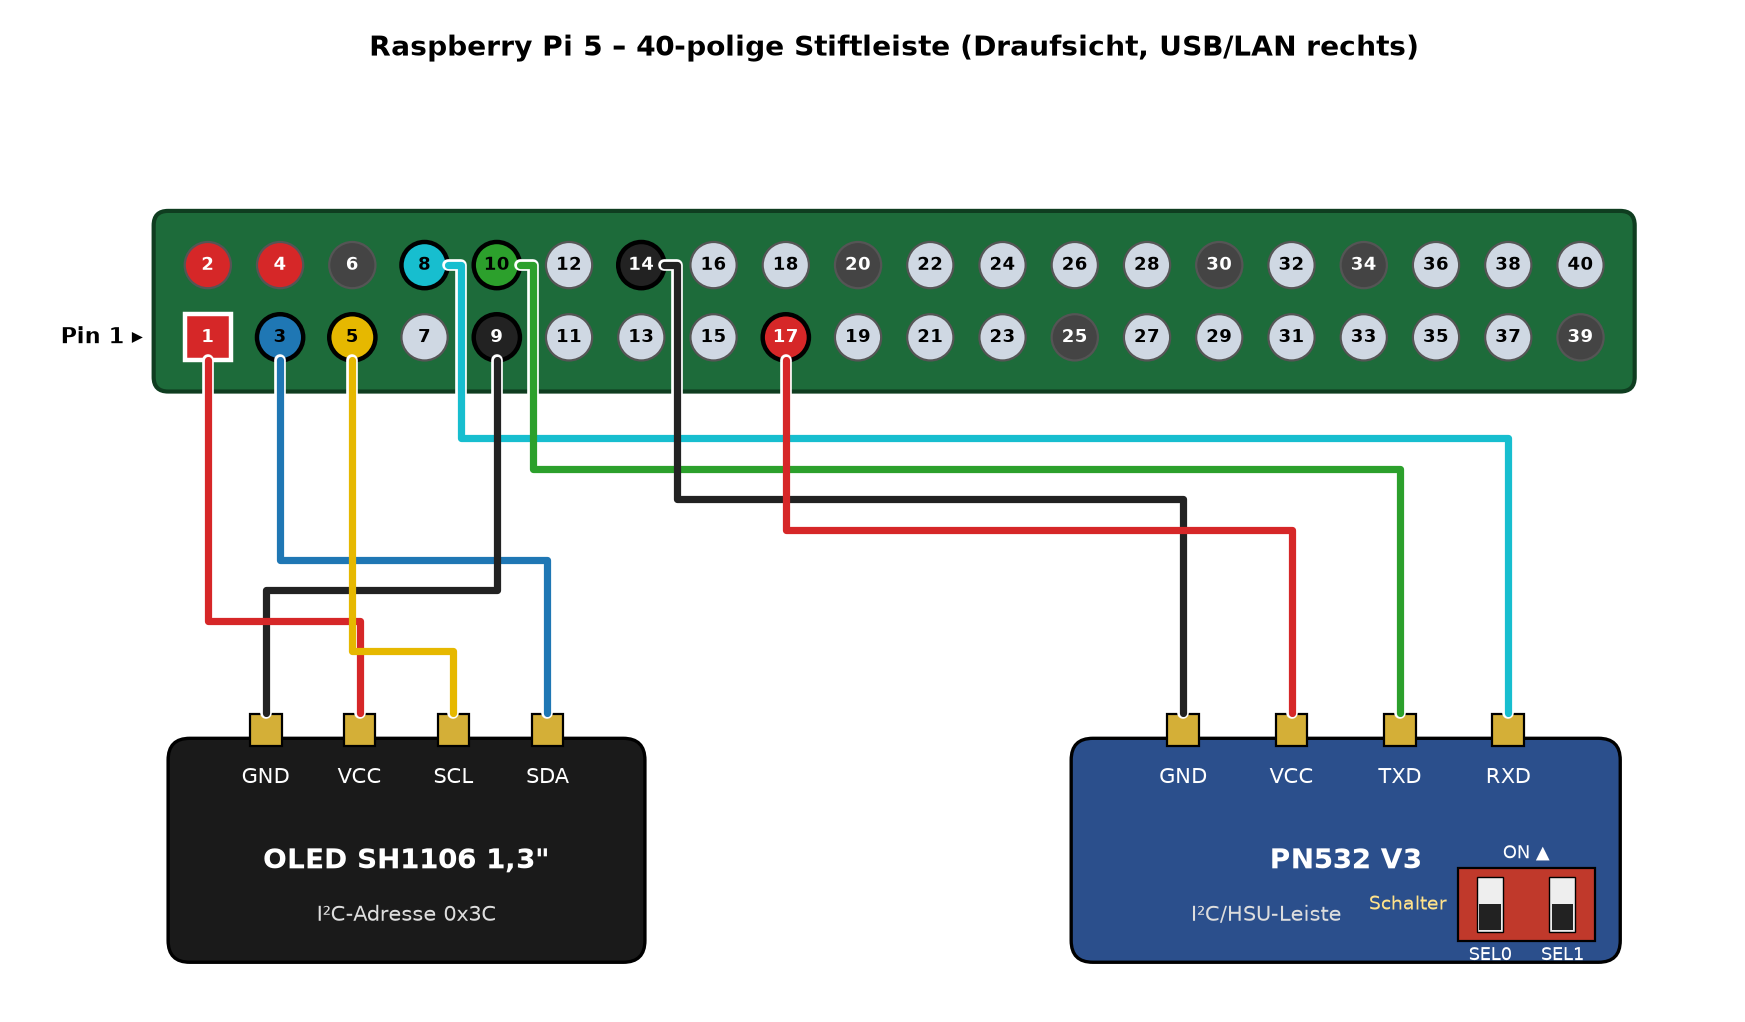 Raspberry Pi 5 – 40-polige Stiftleiste (Draufsicht, USB/LAN rechts)
2 4 6 8 10 12 14 16 18 20 22 24 26 28 30 32 34 36 38 40
Pin 1 ▸ 1 3 5 7 9 11 13 15 17 19 21 23 25 27 29 31 33 35 37 39
GND VCC SCL SDA
OLED SH1106 1,3"
I²C-Adresse 0x3C
GND VCC TXD RXD
PN532 V3
I²C/HSU-Leiste
ON ▲
Schalter
SEL0 SEL1